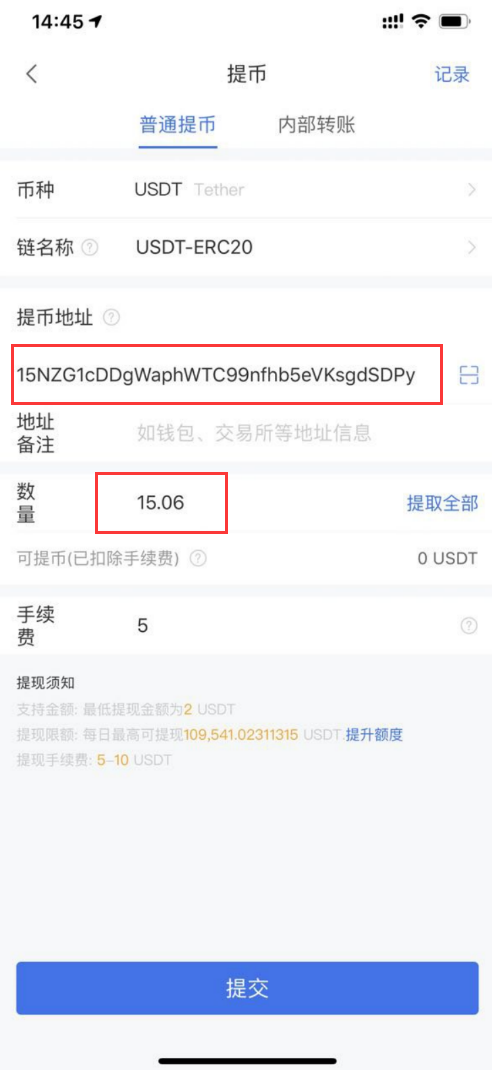 14:45
提币
记录
普通提币 内部转账
币种 USDT Tether
链名称 ? USDT-ERC20
提币地址 ?
15NZG1cDDgWaphWTC99nfhb5eVKsgdSDPy
地址
备注
如钱包、交易所等地址信息
数
量
15.06
提取全部
可提币(已扣除手续费) ? 0 USDT
手续
费
5
?
提现须知
支持金额: 最低提现金额为2 USDT
提现限额: 每日最高可提现109,541.02311315 USDT.提升额度
提现手续费: 5-10 USDT
提交